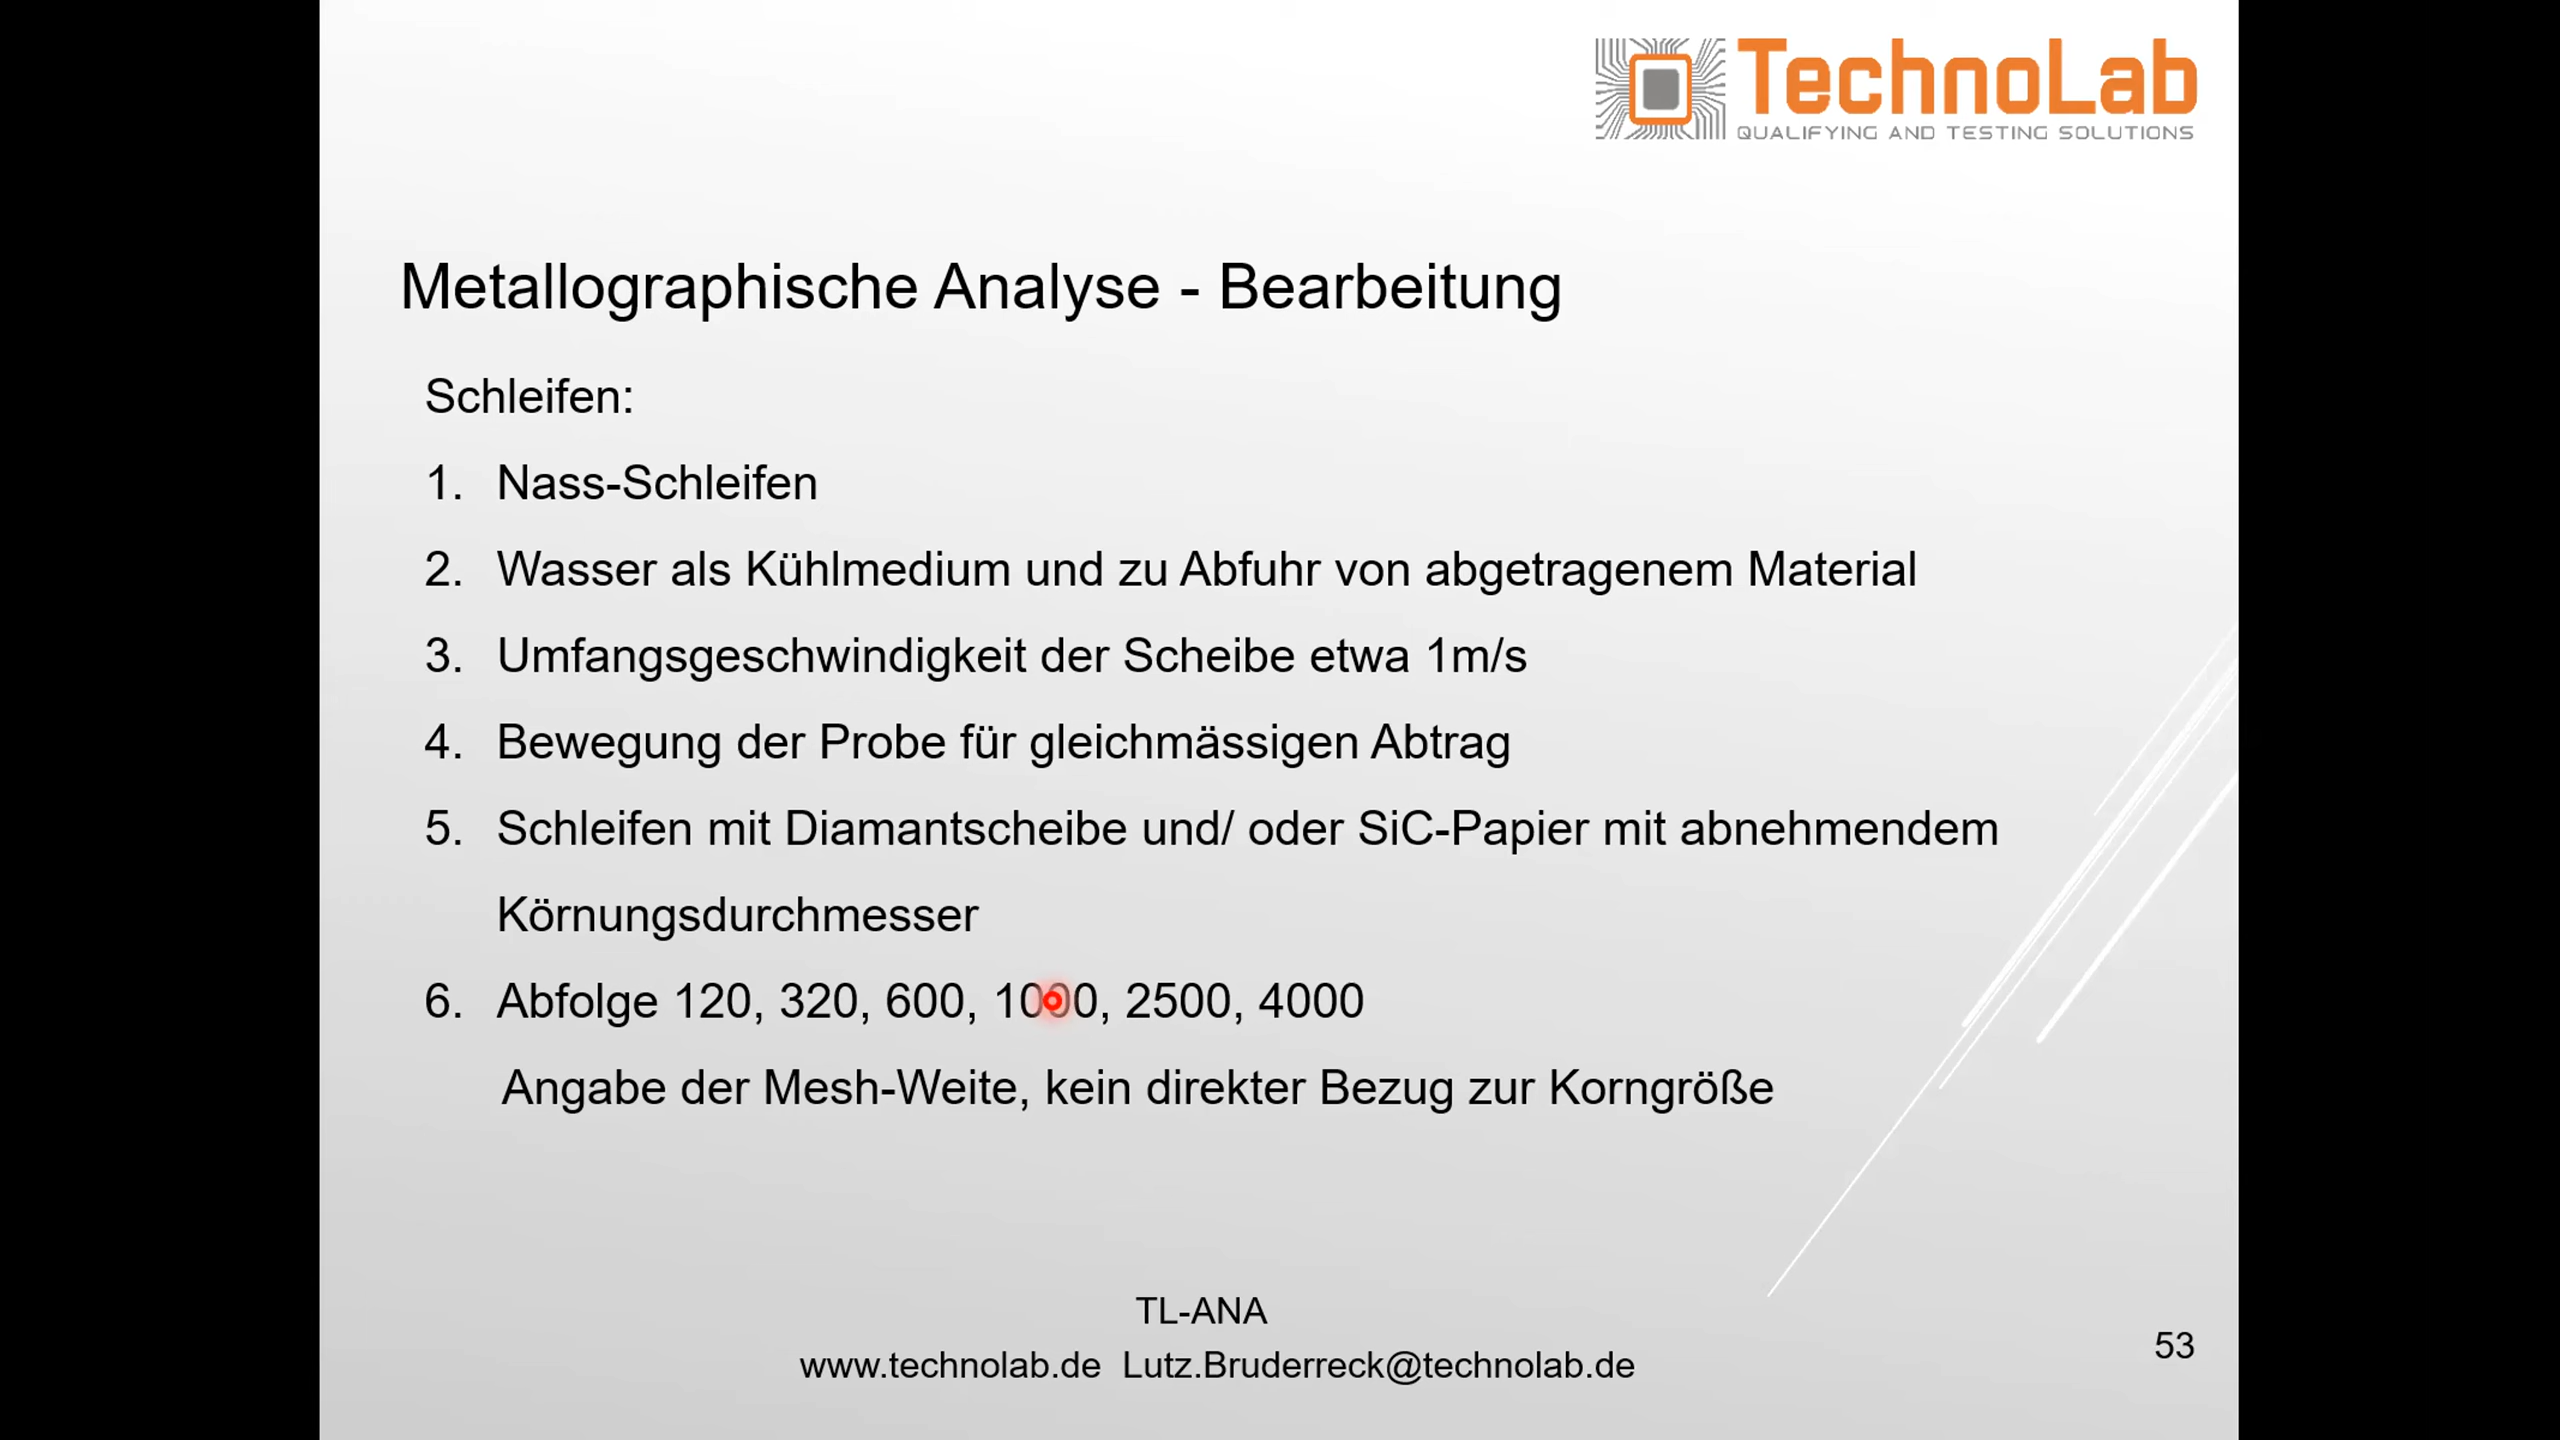 TechnoLab
QUALIFYING AND TESTING SOLUTIONS
Metallographische Analyse - Bearbeitung
Schleifen:
1. Nass-Schleifen
2. Wasser als Kühlmedium und zu Abfuhr von abgetragenem Material
3. Umfangsgeschwindigkeit der Scheibe etwa 1m/s
4. Bewegung der Probe für gleichmässigen Abtrag
5. Schleifen mit Diamantscheibe und/ oder SiC-Papier mit abnehmendem
Körnungsdurchmesser
6. Abfolge 120, 320, 600, 1000, 2500, 4000
Angabe der Mesh-Weite, kein direkter Bezug zur Korngröße
TL-ANA
www.technolab.de Lutz.Bruderreck@technolab.de
53